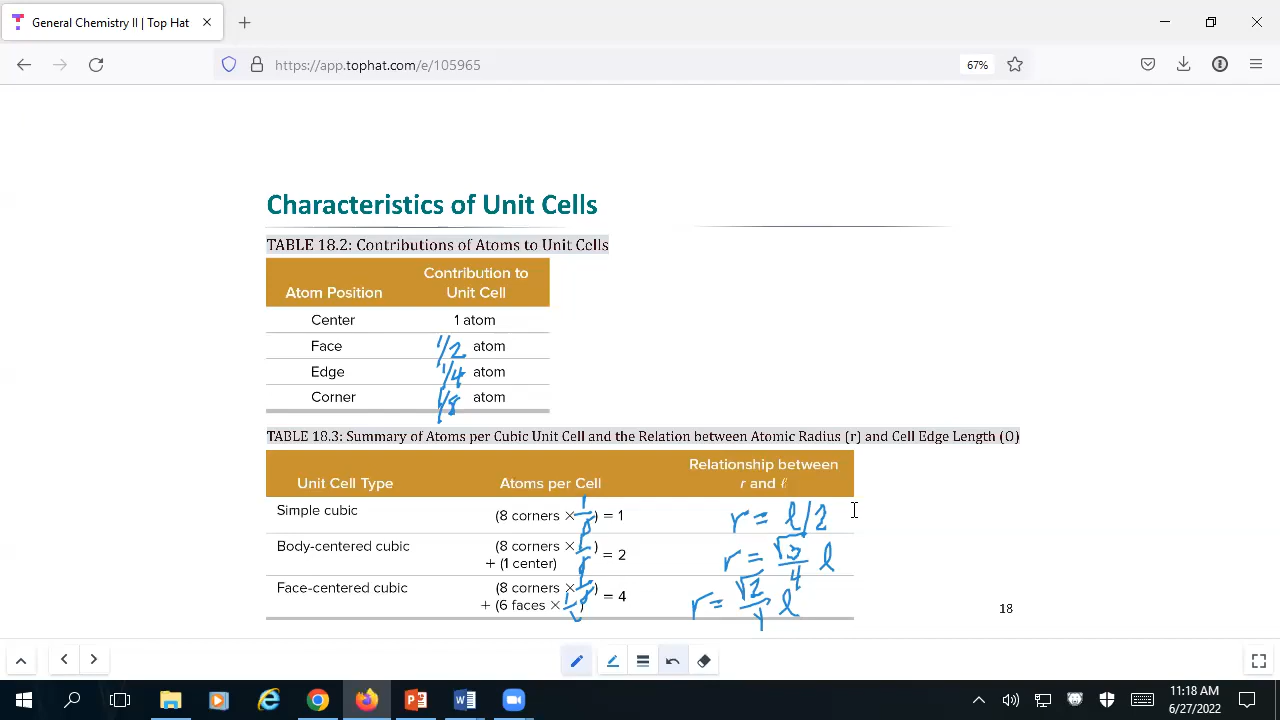 General Chemistry II | Top Hat
https://app.tophat.com/e/105965
67%
Characteristics of Unit Cells
TABLE 18.2: Contributions of Atoms to Unit Cells
Atom Position Contribution to Unit Cell
Center 1 atom
Face 1/2 atom
Edge 1/4 atom
Corner 1/8 atom
TABLE 18.3: Summary of Atoms per Cubic Unit Cell and the Relation between Atomic Radius (r) and Cell Edge Length (O)
Unit Cell Type Atoms per Cell Relationship between r and ℓ
Simple cubic (8 corners × 1/8) = 1 r = l/2
Body-centered cubic (8 corners × 1/8) + (1 center) = 2 r = √3/4 l
Face-centered cubic (8 corners × 1/8) + (6 faces × 1/2) = 4 r = √2/4 l
18
11:18 AM
6/27/2022